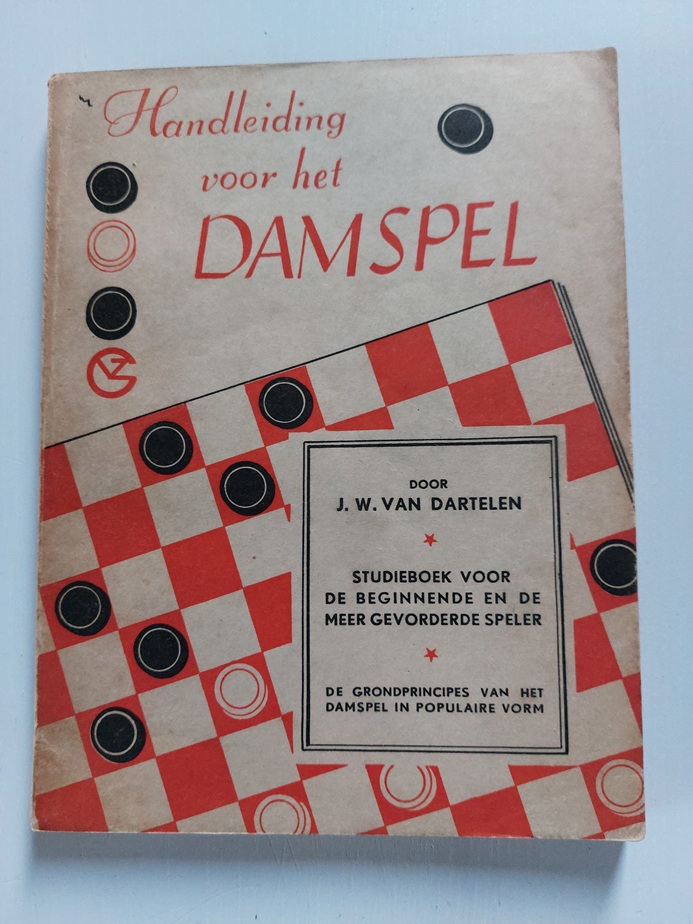 Handleiding
voor het
DAMSPEL
DOOR
J. W. VAN DARTELEN
STUDIEBOEK VOOR
DE BEGINNENDE EN DE
MEER GEVORDERDE SPELER
DE GRONDPRINCIPES VAN HET
DAMSPEL IN POPULAIRE VORM